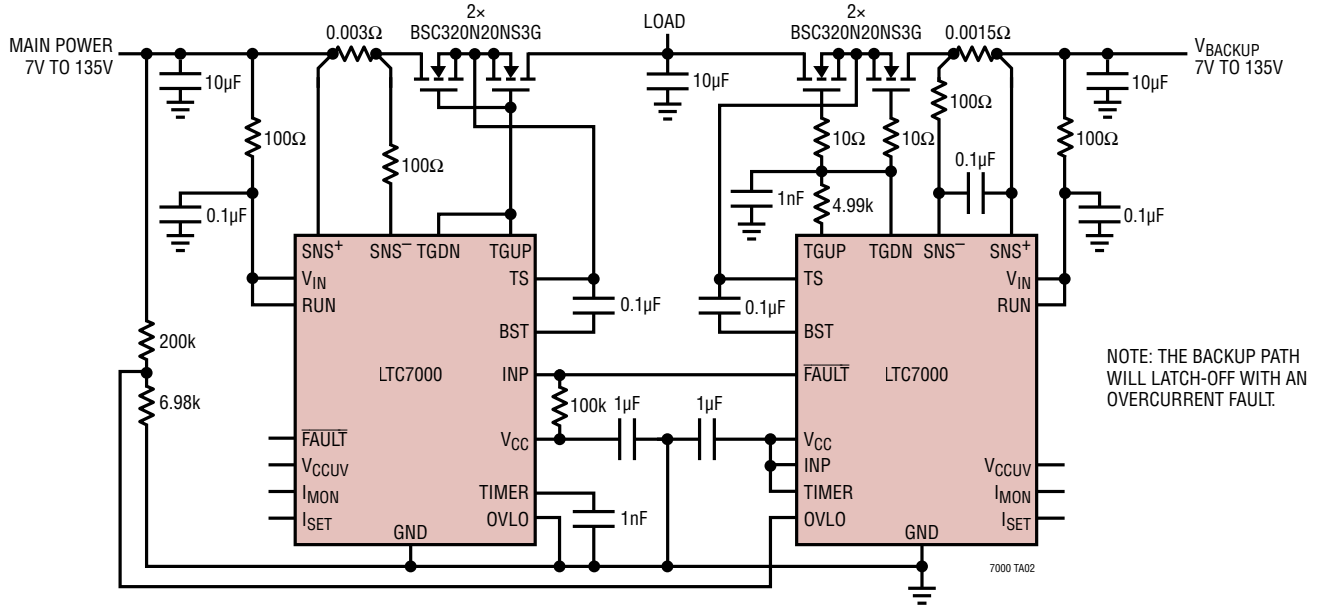 MAIN POWER
7V TO 135V
10µF
0.003Ω
2×
BSC320N20NS3G
LOAD
10µF
2×
BSC320N20NS3G
0.0015Ω
VBACKUP
7V TO 135V
10µF
100Ω
100Ω
0.1µF
10Ω
10Ω
1nF
4.99k
100Ω
0.1µF
100Ω
0.1µF
SNS+
SNS–
TGDN
TGUP
VIN
RUN
TS
BST
0.1µF
LTC7000
INP
FAULT
VCCUV
IMON
ISET
VCC
TIMER
OVLO
GND
200k
6.98k
100k
1µF
1µF
1nF
TGUP
TGDN
SNS–
SNS+
TS
BST
0.1µF
VIN
RUN
FAULT
LTC7000
VCC
INP
TIMER
OVLO
VCCUV
IMON
ISET
GND
NOTE: THE BACKUP PATH
WILL LATCH-OFF WITH AN
OVERCURRENT FAULT.
7000 TA02